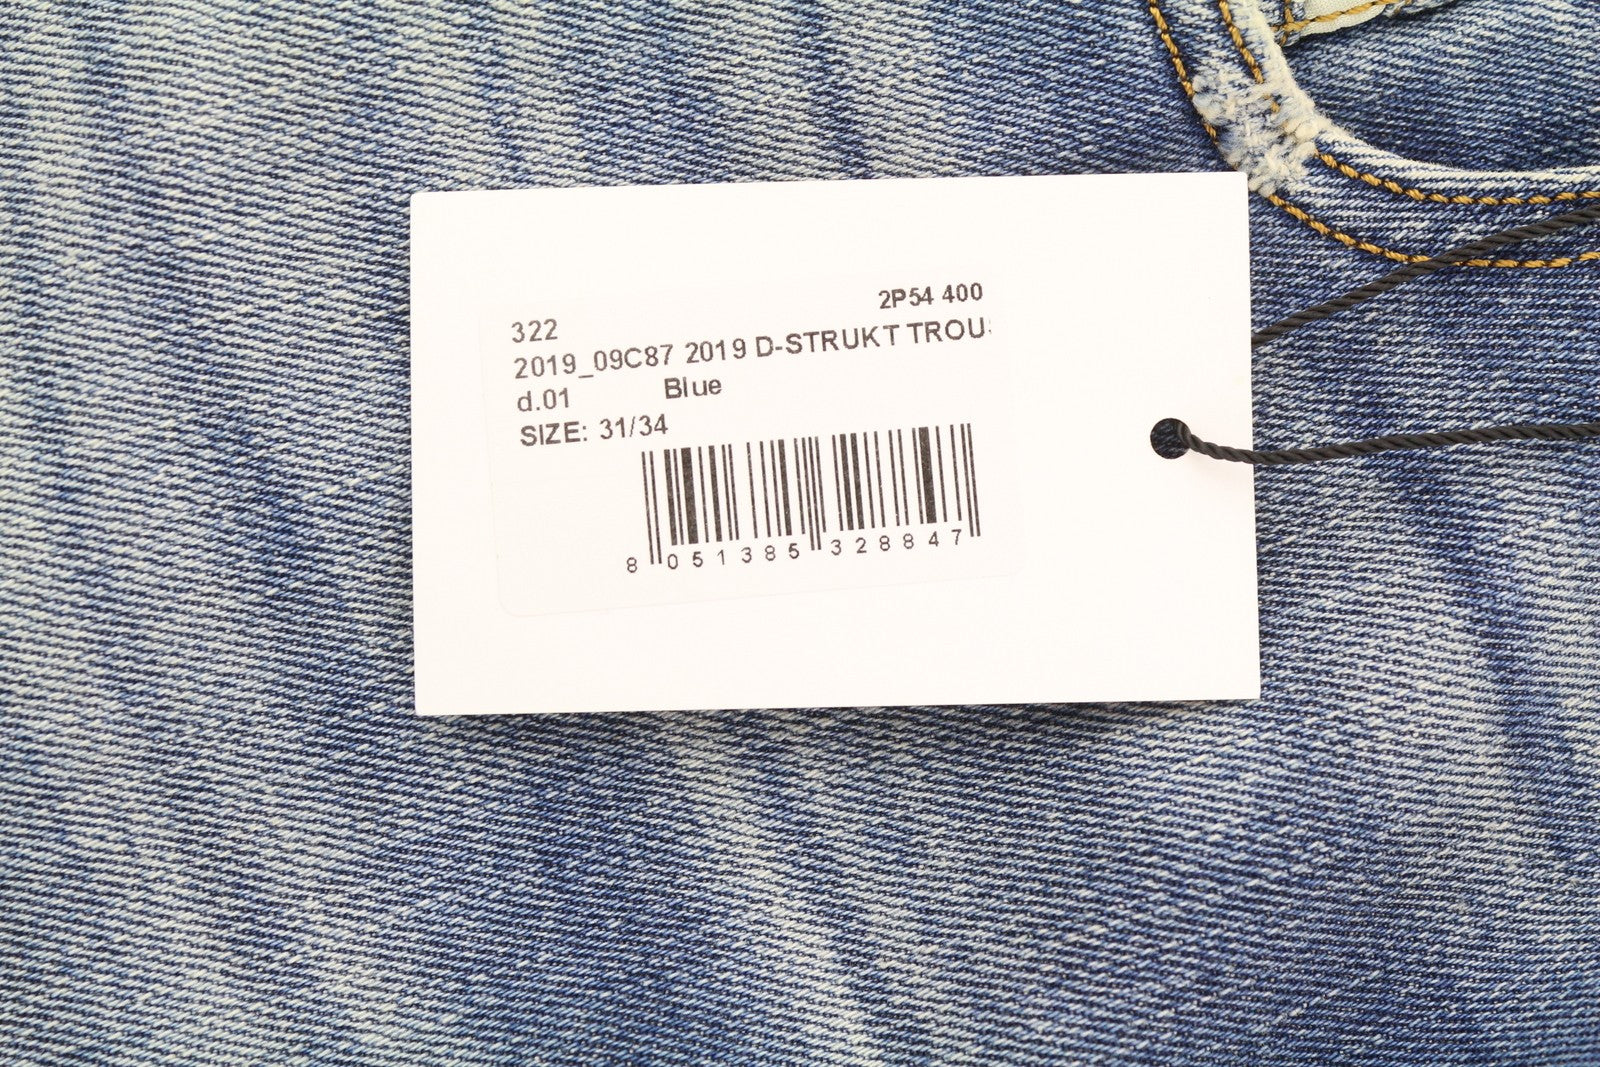 2P54 400
322
2019_09C87 2019 D-STRUKT TROU
d.01 Blue
SIZE: 31/34
8 051385 328847